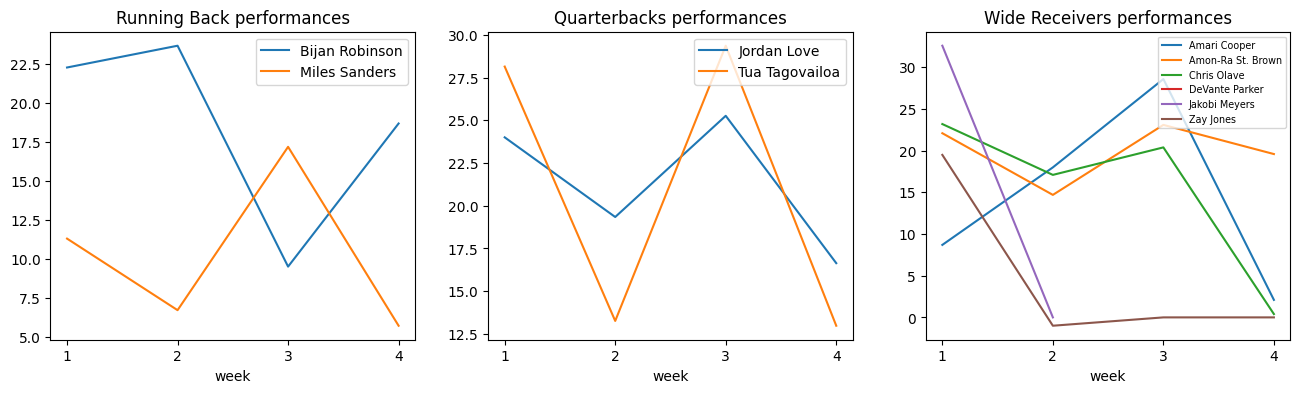 Running Back performances
Bijan Robinson
Miles Sanders
22.5
20.0
17.5
15.0
12.5
10.0
7.5
5.0
1 2 3 4
week
Quarterbacks performances
Jordan Love
Tua Tagovailoa
30.0
27.5
25.0
22.5
20.0
17.5
15.0
12.5
1 2 3 4
week
Wide Receivers performances
Amari Cooper
Amon-Ra St. Brown
Chris Olave
DeVante Parker
Jakobi Meyers
Zay Jones
30
25
20
15
10
5
0
1 2 3 4
week